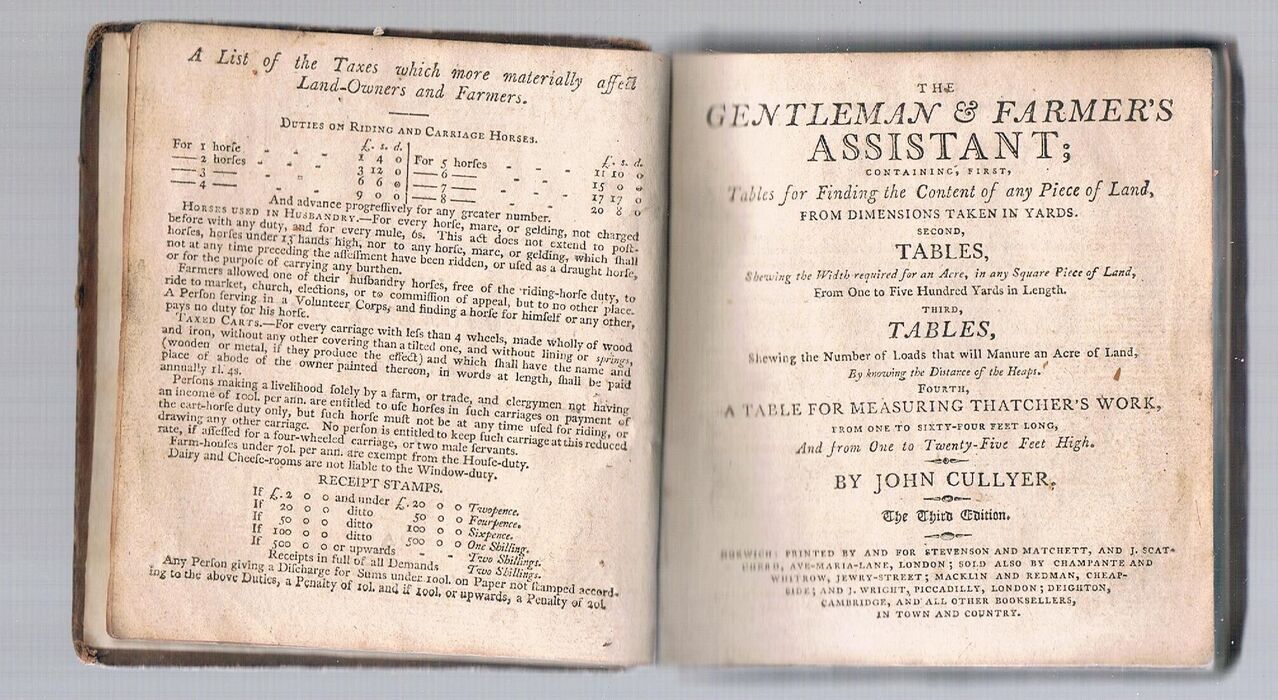 A List of the Taxes which more materially affect
Land-Owners and Farmers.
DUTIES ON RIDING AND CARRIAGE HORSES.
£. s. d.
For 1 horſe - - - 1 4 0
— 2 horſes - - - 3 12 0
— 3 — - - 6 6 0
— 4 — - - 9 0 0
£. s. d.
For 5 horſes - - 11 10 0
— 6 — - - 15 0 0
— 7 — - - 17 17 0
— 8 — - - 20 8 0
And advance progreſſively for any greater number.
HORSES USED IN HUSBANDRY.—For every horſe, mare, or gelding, not charged
before with any duty, and for every mule, 6s. This act does not extend to poſt-
horſes, horſes under 13 hands high, nor to any horſe, mare, or gelding, which ſhall
not at any time preceding the aſſeſſment have been ridden, or uſed as a draught horſe,
or for the purpoſe of carrying any burthen.
Farmers allowed one of their huſbandry horſes, free of the riding-horſe duty, to
ride to market, church, elections, or to commiſſion of appeal, but to no other place.
A Perſon ſerving in a Volunteer Corps, and finding a horſe for himſelf or any other,
pays no duty for his horſe.
TAXED CARTS.—For every carriage with leſs than 4 wheels, made wholly of wood
and iron, without any other covering than a tilted one, and without lining or springs,
(wooden or metal, if they produce the effect) and which ſhall have the name and
place of abode of the owner painted thereon, in words at length, ſhall be paid
annually 1l. 4s.
Perſons making a livelihood ſolely by a farm, or trade, and clergymen not having
an income of 100l. per ann. are entitled to uſe horſes in ſuch carriages on payment of
the cart-horſe duty only, but ſuch horſe muſt not be at any time uſed for riding, or
drawing any other carriage. No perſon is entitled to keep ſuch carriage at this reduced
rate, if aſſeſſed for a four-wheeled carriage, or two male ſervants.
Farm-houſes under 70l. per ann. are exempt from the Houſe-duty.
Dairy and Cheeſe-rooms are not liable to the Window-duty.
RECEIPT STAMPS.
If £. 2 0 0 and under £. 20 0 0 Twopence.
If 20 0 0 ditto 50 0 0 Fourpence.
If 50 0 0 ditto 100 0 0 Sixpence.
If 100 0 0 ditto 500 0 0 One Shilling.
If 500 0 0 or upwards - - Two Shillings.
Receipts in full of all Demands Two Shillings.
Any Perſon giving a Diſcharge for Sums under 100l. on Paper not ſtamped accord-
ing to the above Duties, a Penalty of 10l. and if 100l. or upwards, a Penalty of 20l.
THE
GENTLEMAN & FARMER'S
ASSISTANT;
CONTAINING, FIRST,
Tables for Finding the Content of any Piece of Land,
FROM DIMENSIONS TAKEN IN YARDS.
SECOND,
TABLES,
Shewing the Width required for an Acre, in any Square Piece of Land,
From One to Five Hundred Yards in Length.
THIRD,
TABLES,
Shewing the Number of Loads that will Manure an Acre of Land,
By knowing the Distance of the Heaps.
FOURTH,
A TABLE FOR MEASURING THATCHER'S WORK,
FROM ONE TO SIXTY-FOUR FEET LONG,
And from One to Twenty-Five Feet High.
BY JOHN CULLYER.
The Third Edition.
NORWICH: PRINTED BY AND FOR STEVENSON AND MATCHETT, AND J. SCAT-
CHERD, AVE-MARIA-LANE, LONDON; SOLD ALSO BY CHAMPANTE AND
WHITROW, JEWRY-STREET; MACKLIN AND REDMAN, CHEAP-
SIDE; AND J. WRIGHT, PICCADILLY, LONDON; DEIGHTON,
CAMBRIDGE, AND ALL OTHER BOOKSELLERS,
IN TOWN AND COUNTRY.